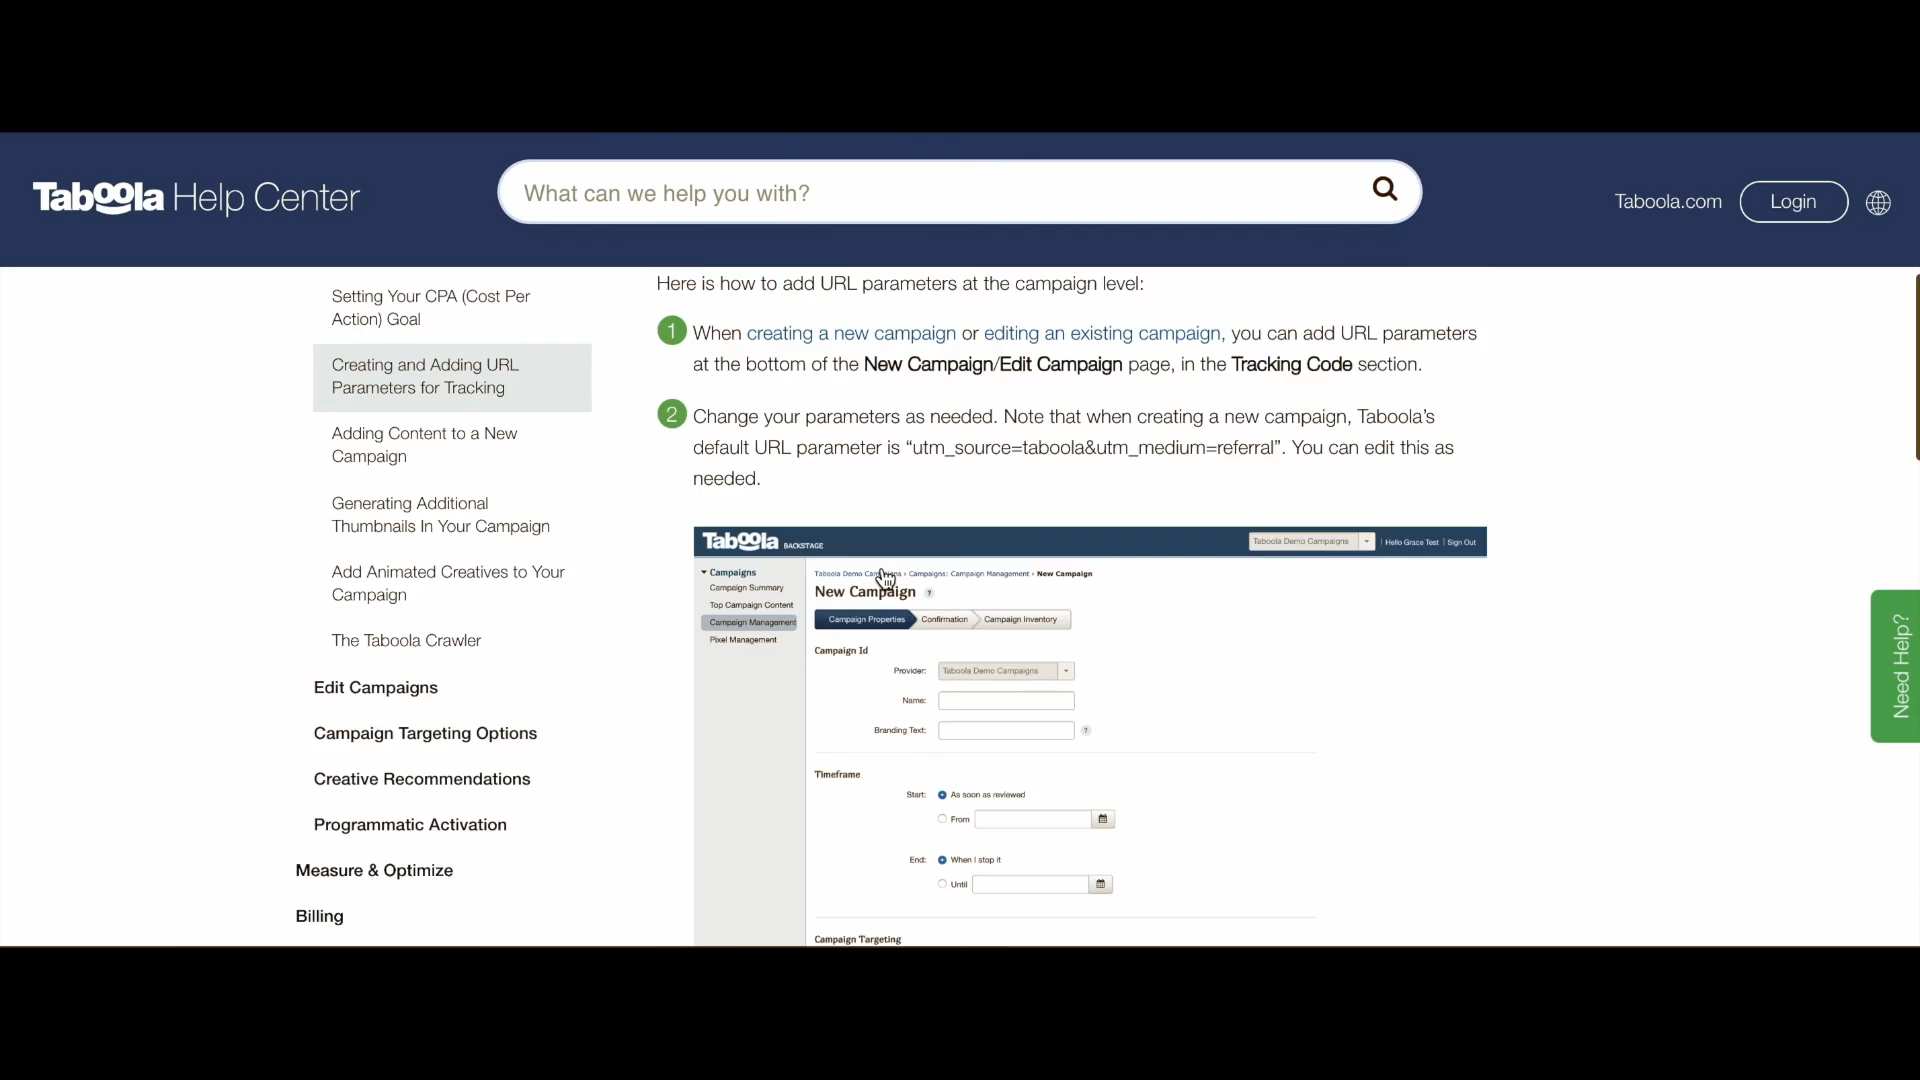 Taboola Help Center
What can we help you with?
Taboola.com
Login
Setting Your CPA (Cost Per
Action) Goal
Creating and Adding URL
Parameters for Tracking
Adding Content to a New
Campaign
Generating Additional
Thumbnails In Your Campaign
Add Animated Creatives to Your
Campaign
The Taboola Crawler
Edit Campaigns
Campaign Targeting Options
Creative Recommendations
Programmatic Activation
Measure & Optimize
Billing
Here is how to add URL parameters at the campaign level:
1 When creating a new campaign or editing an existing campaign, you can add URL parameters
at the bottom of the New Campaign/Edit Campaign page, in the Tracking Code section.
2 Change your parameters as needed. Note that when creating a new campaign, Taboola’s
default URL parameter is “utm_source=taboola&utm_medium=referral”. You can edit this as
needed.
Taboola BACKSTAGE
Taboola Demo Campaigns
Hello Grace Test | Sign Out
Campaigns
Campaign Summary
Top Campaign Content
Campaign Management
Pixel Management
Taboola Demo Campaigns › Campaigns: Campaign Management › New Campaign
New Campaign ?
Campaign Properties
Confirmation
Campaign Inventory
Campaign Id
Provider: Taboola Demo Campaigns
Name:
Branding Text: ?
Timeframe
Start: As soon as reviewed
From
End: When I stop it
Until
Campaign Targeting
Need Help?